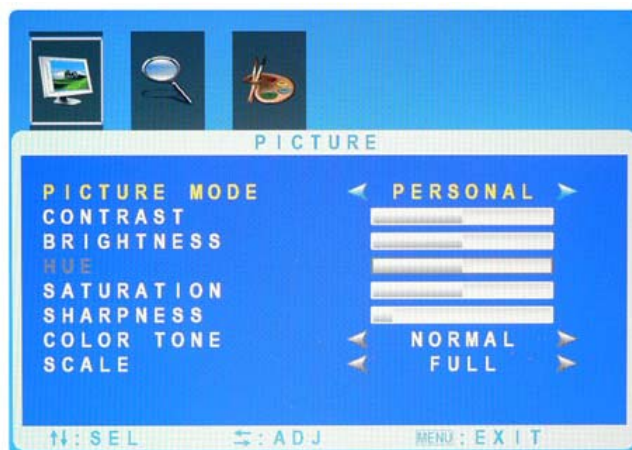 PICTURE
PICTURE MODE PERSONAL
CONTRAST
BRIGHTNESS
HUE
SATURATION
SHARPNESS
COLOR TONE NORMAL
SCALE FULL
↑↓:SEL ⇆:ADJ MENU:EXIT